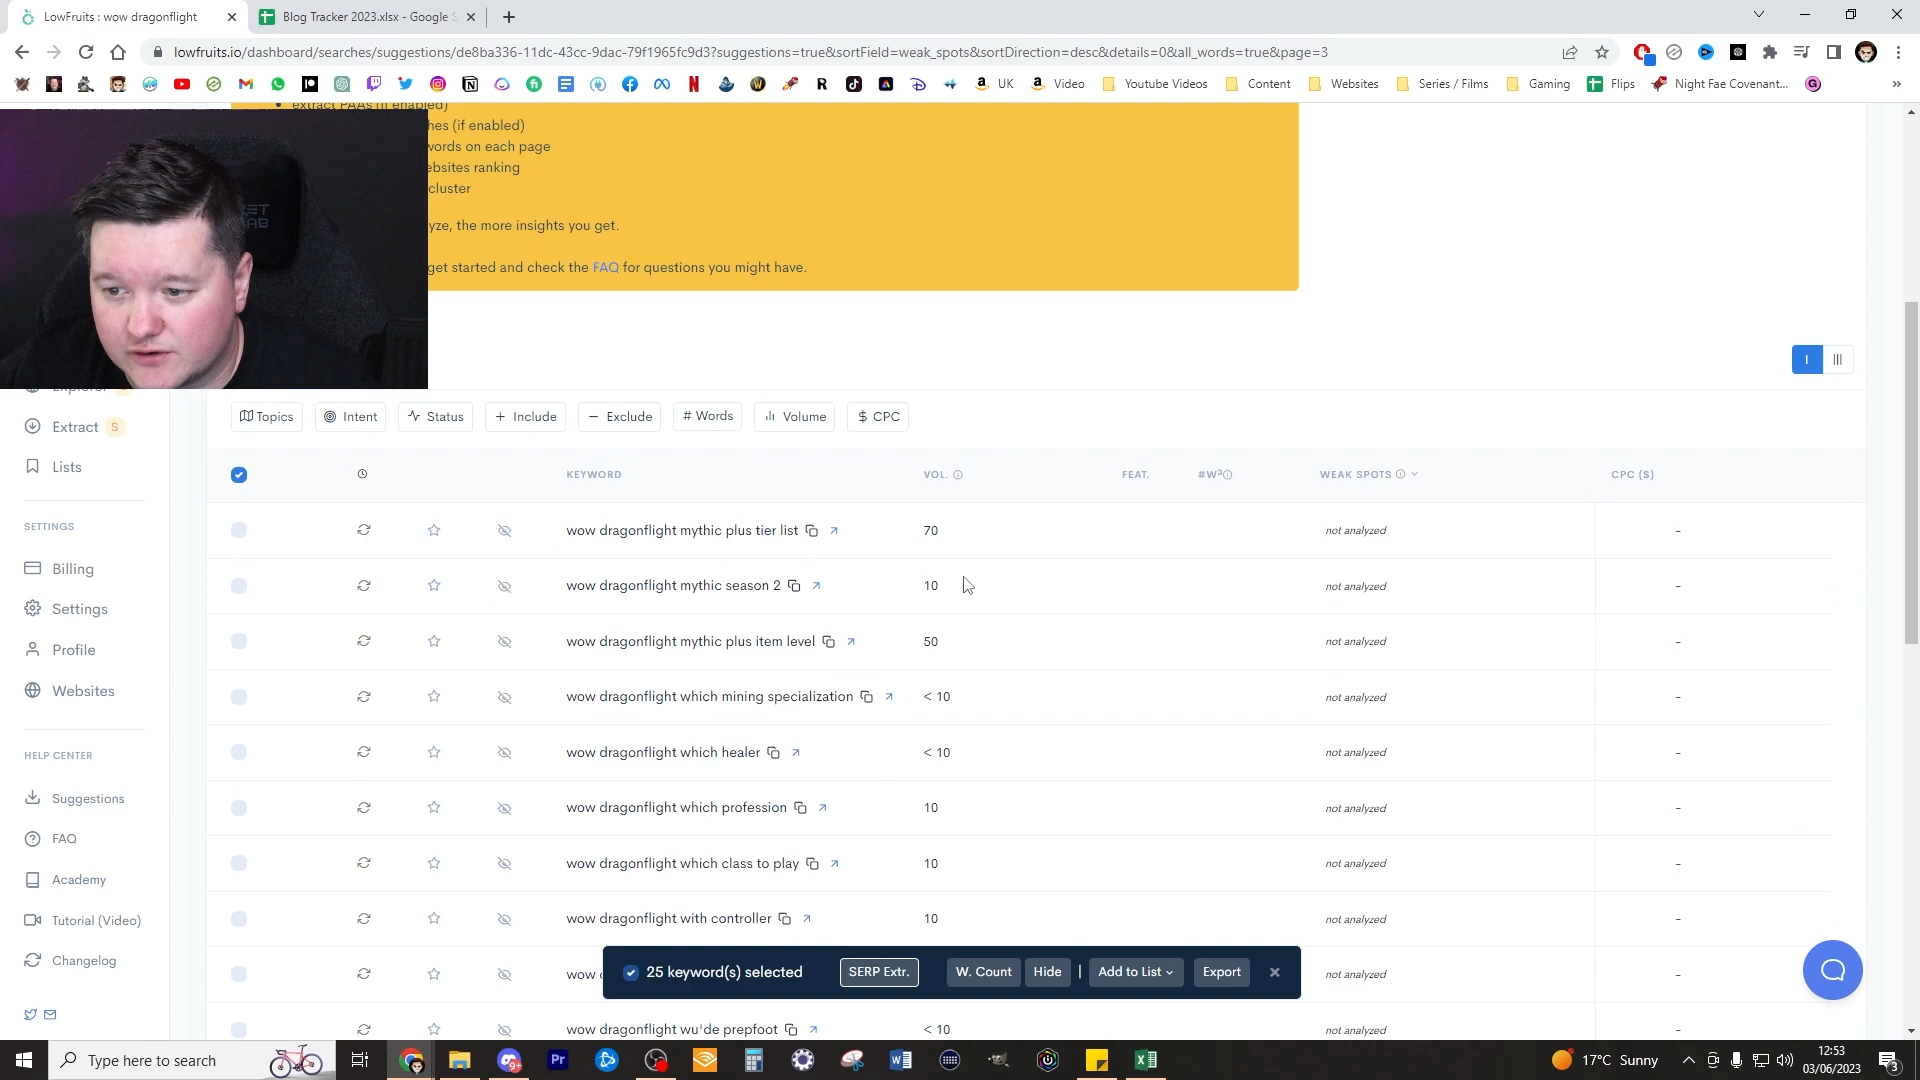 LowFruits : wow dragonflight
Blog Tracker 2023.xlsx - Google S
lowfruits.io/dashboard/searches/suggestions/de8ba336-11dc-43cc-9dac-79f1965fc9d3?suggestions=true&sortField=weak_spots&sortDirection=desc&details=0&all_words=true&page=3
UK
Video
Youtube Videos
Content
Websites
Series / Films
Gaming
Flips
Night Fae Covenant...
extract PAAs (if enabled)
hes (if enabled)
words on each page
ebsites ranking
cluster
yze, the more insights you get.
get started and check the FAQ for questions you might have.
Explorer
Extract S
Lists
SETTINGS
Billing
Settings
Profile
Websites
HELP CENTER
Suggestions
FAQ
Academy
Tutorial (Video)
Changelog
Topics Intent Status + Include − Exclude # Words Volume $ CPC
KEYWORD VOL. FEAT. #W³ WEAK SPOTS CPC ($)
wow dragonflight mythic plus tier list 70 not analyzed -
wow dragonflight mythic season 2 10 not analyzed -
wow dragonflight mythic plus item level 50 not analyzed -
wow dragonflight which mining specialization < 10 not analyzed -
wow dragonflight which healer < 10 not analyzed -
wow dragonflight which profession 10 not analyzed -
wow dragonflight which class to play 10 not analyzed -
wow dragonflight with controller 10 not analyzed -
wow not analyzed -
25 keyword(s) selected SERP Extr. W. Count Hide | Add to List Export
wow dragonflight wu'de prepfoot < 10 not analyzed -
Type here to search
17°C Sunny
12:53
03/06/2023
3